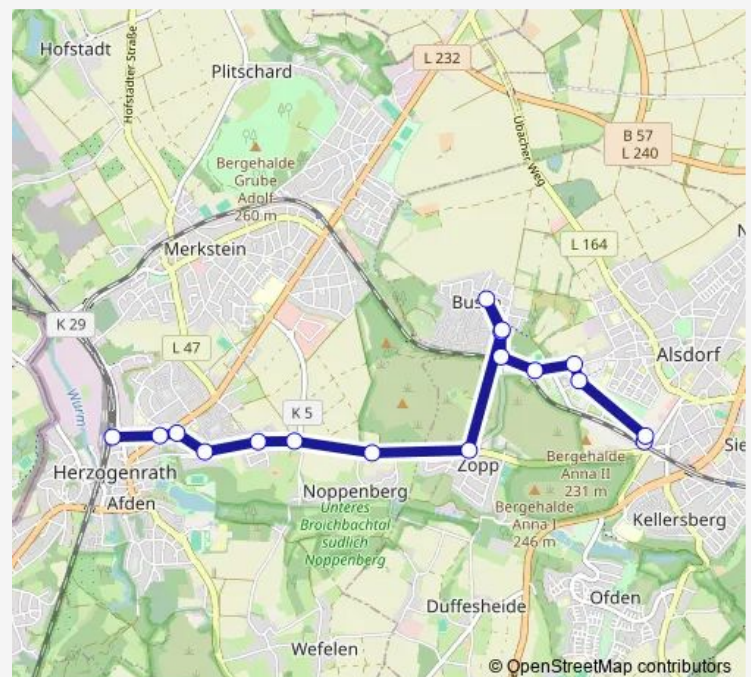 Hofstadt
Hofstadter Straße
Plitschard
L 232
B 57
L 240
Übacher Weg
Bergehalde
Grube
Adolf
260 m
L 164
N
Merkstein
Bus
K 29
L 47
Alsdorf
Wurm
K 5
Sie
Herzogenrath
Zopp
Bergehalde
Anna II
231 m
Afden
Noppenberg
Unteres
Broichbachtal
südlich
Noppenberg
Bergehalde
Anna I
246 m
Kellersberg
Duffesheide
Ofden
Wefelen
© OpenStreetMap contributors